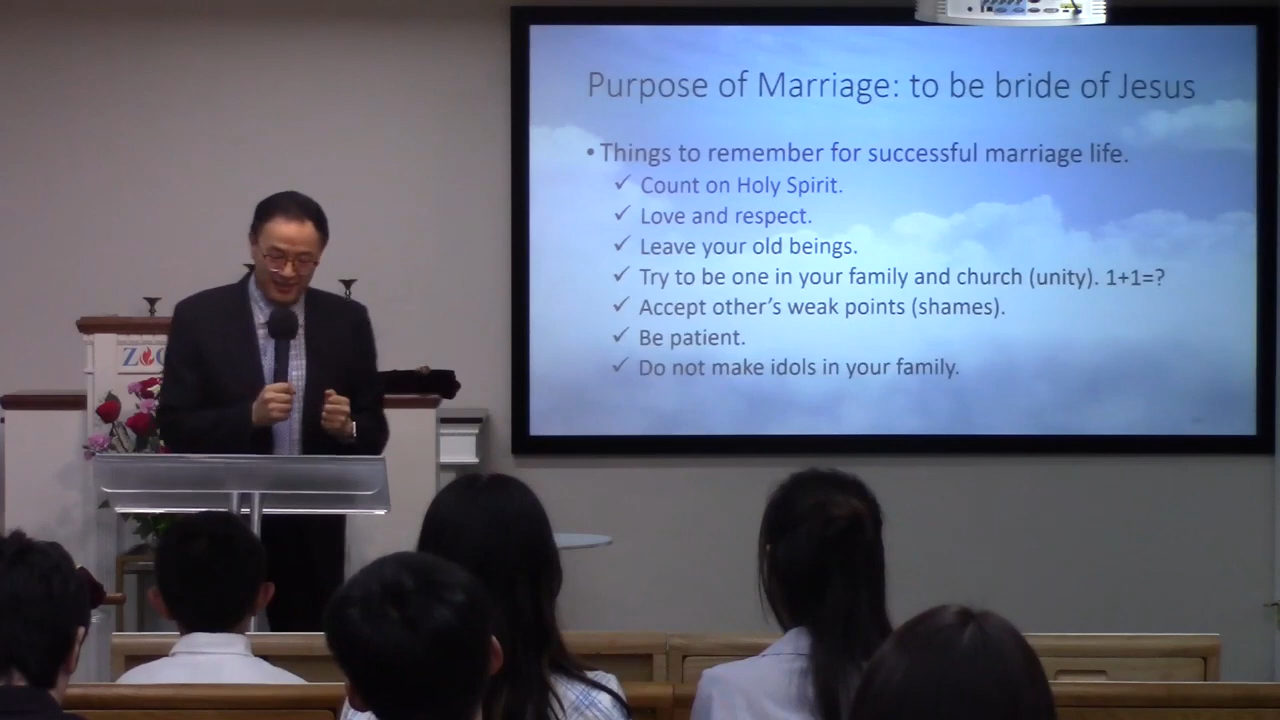 Purpose of Marriage: to be bride of Jesus
• Things to remember for successful marriage life.
✓ Count on Holy Spirit.
✓ Love and respect.
✓ Leave your old beings.
✓ Try to be one in your family and church (unity). 1+1=?
✓ Accept other's weak points (shames).
✓ Be patient.
✓ Do not make idols in your family.